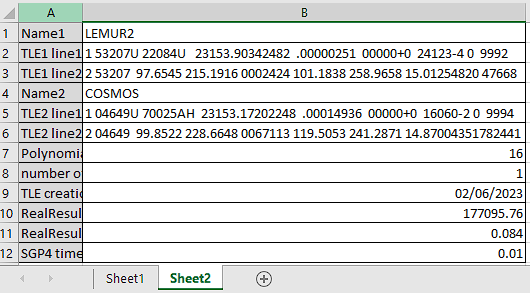 A B
1 Name1 LEMUR2
2 TLE1 line1 1 53207U 22084U 23153.90342482 .00000251 00000+0 24123-4 0 9992
3 TLE1 line2 2 53207 97.6545 215.1916 0002424 101.1838 258.9658 15.01254820 47668
4 Name2 COSMOS
5 TLE2 line1 1 04649U 70025AH 23153.17202248 .00014936 00000+0 16060-2 0 9994
6 TLE2 line2 2 04649 99.8522 228.6648 0067113 119.5053 241.2871 14.87004351782441
7 Polynomia 16
8 number o 1
9 TLE creatio 02/06/2023
10 RealResul 177095.76
11 RealResul 0.084
12 SGP4 time 0.01
Sheet1 Sheet2